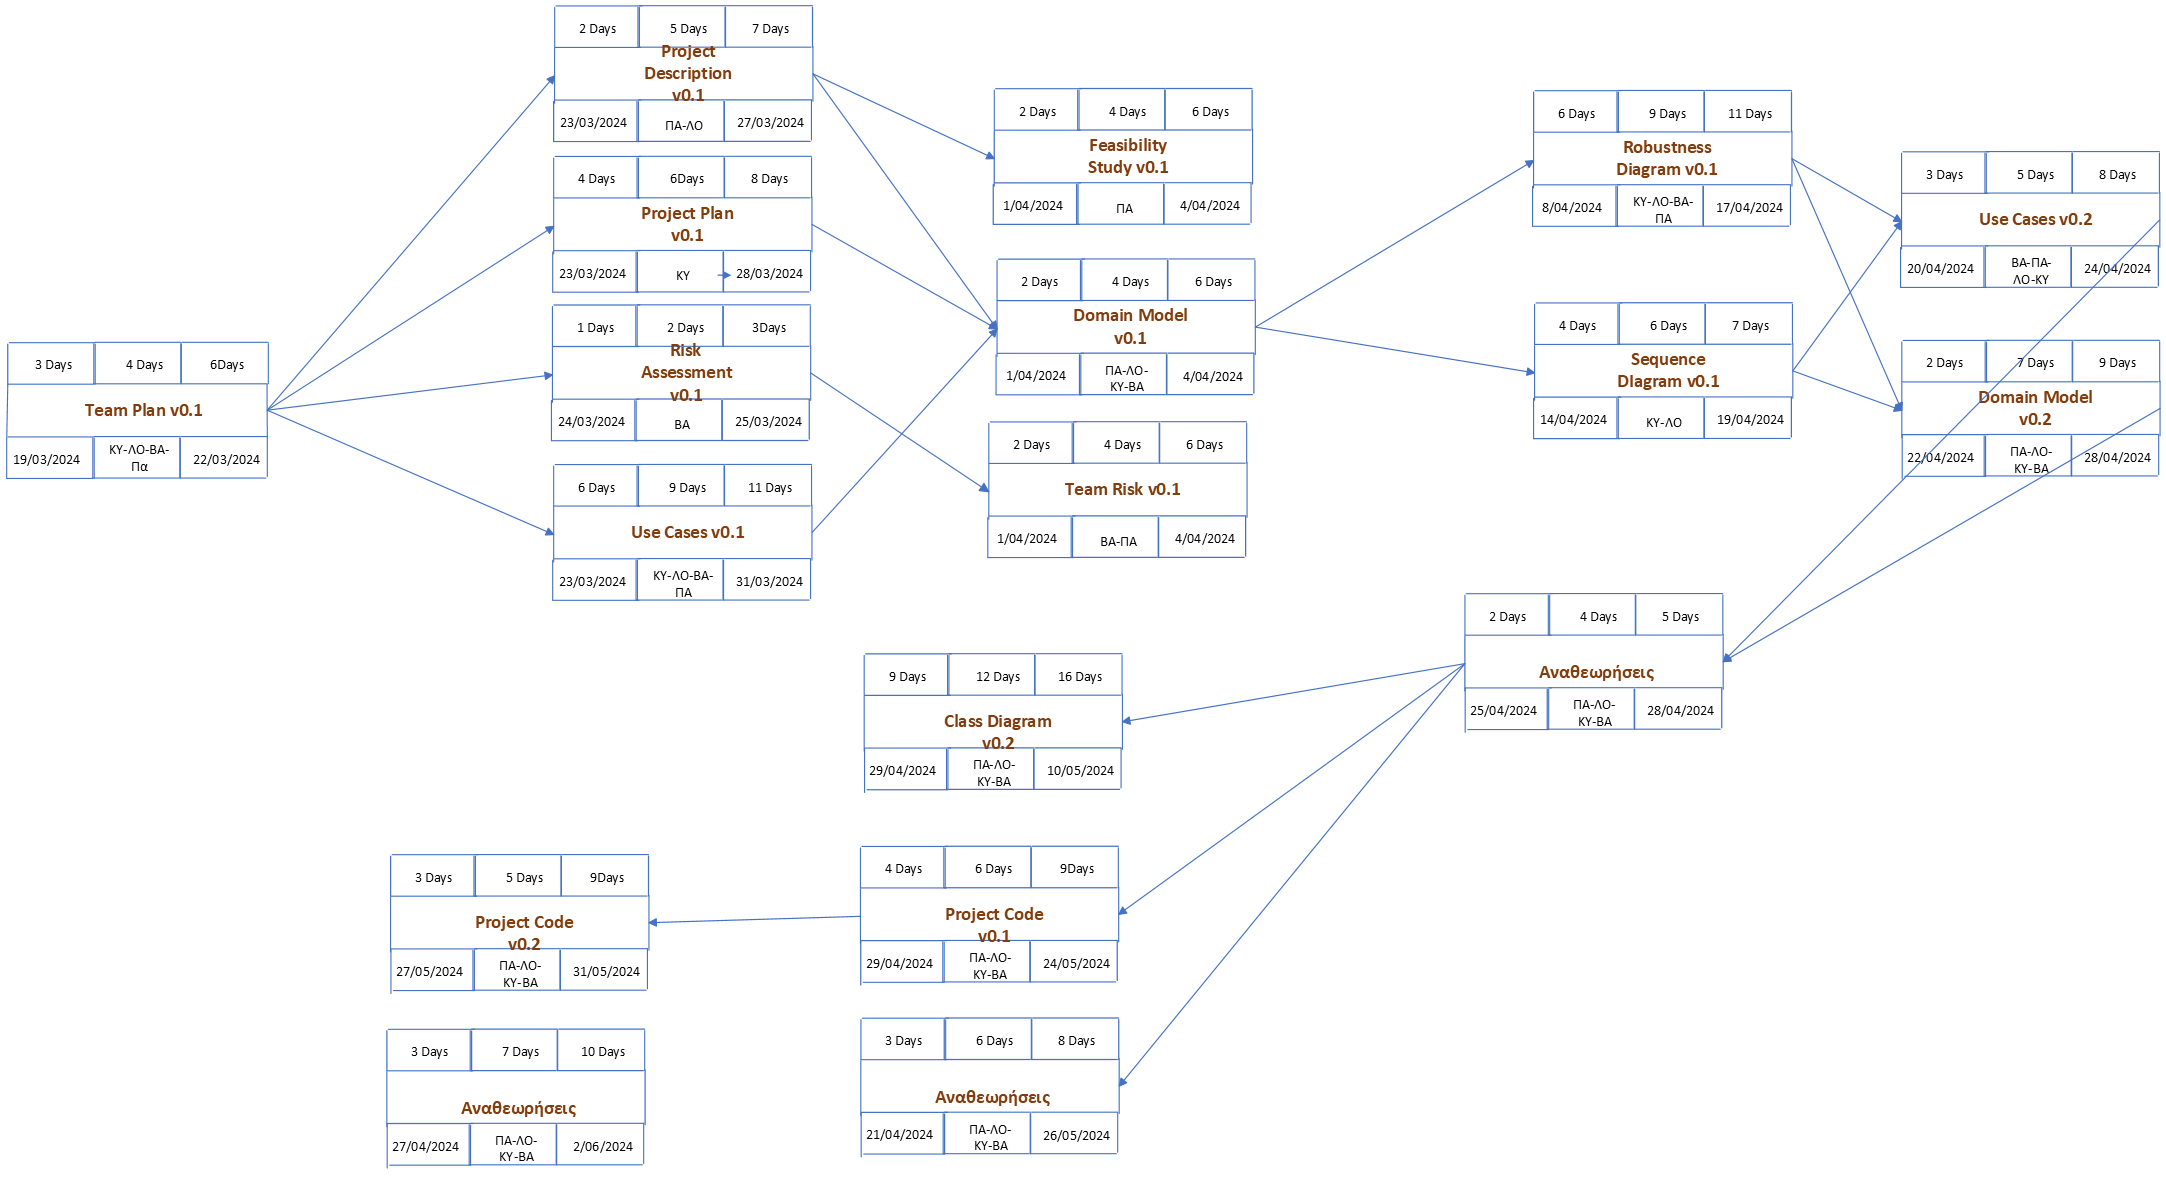 2 Days 5 Days 7 Days
Project
Description
v0.1
23/03/2024 ΠΑ-ΛΟ 27/03/2024
4 Days 6Days 8 Days
Project Plan
v0.1
23/03/2024 ΚΥ 28/03/2024
1 Days 2 Days 3Days
Risk
Assessment
v0.1
24/03/2024 ΒΑ 25/03/2024
3 Days 4 Days 6Days
Team Plan v0.1
19/03/2024 ΚΥ-ΛΟ-ΒΑ-
Πα 22/03/2024
6 Days 9 Days 11 Days
Use Cases v0.1
23/03/2024 ΚΥ-ΛΟ-ΒΑ-
ΠΑ 31/03/2024
2 Days 4 Days 6 Days
Feasibility
Study v0.1
1/04/2024 ΠΑ 4/04/2024
2 Days 4 Days 6 Days
Domain Model
v0.1
1/04/2024 ΠΑ-ΛΟ-
ΚΥ-ΒΑ 4/04/2024
2 Days 4 Days 6 Days
Team Risk v0.1
1/04/2024 ΒΑ-ΠΑ 4/04/2024
6 Days 9 Days 11 Days
Robustness
Diagram v0.1
8/04/2024 ΚΥ-ΛΟ-ΒΑ-
ΠΑ 17/04/2024
4 Days 6 Days 7 Days
Sequence
DIagram v0.1
14/04/2024 ΚΥ-ΛΟ 19/04/2024
3 Days 5 Days 8 Days
Use Cases v0.2
20/04/2024 ΒΑ-ΠΑ-
ΛΟ-ΚΥ 24/04/2024
2 Days 7 Days 9 Days
Domain Model
v0.2
22/04/2024 ΠΑ-ΛΟ-
ΚΥ-ΒΑ 28/04/2024
2 Days 4 Days 5 Days
Αναθεωρήσεις
25/04/2024 ΠΑ-ΛΟ-
ΚΥ-ΒΑ 28/04/2024
9 Days 12 Days 16 Days
Class Diagram
v0.2
29/04/2024 ΠΑ-ΛΟ-
ΚΥ-ΒΑ 10/05/2024
4 Days 6 Days 9Days
Project Code
v0.1
29/04/2024 ΠΑ-ΛΟ-
ΚΥ-ΒΑ 24/05/2024
3 Days 5 Days 9Days
Project Code
v0.2
27/05/2024 ΠΑ-ΛΟ-
ΚΥ-ΒΑ 31/05/2024
3 Days 6 Days 8 Days
Αναθεωρήσεις
21/04/2024 ΠΑ-ΛΟ-
ΚΥ-ΒΑ 26/05/2024
3 Days 7 Days 10 Days
Αναθεωρήσεις
27/04/2024 ΠΑ-ΛΟ-
ΚΥ-ΒΑ 2/06/2024